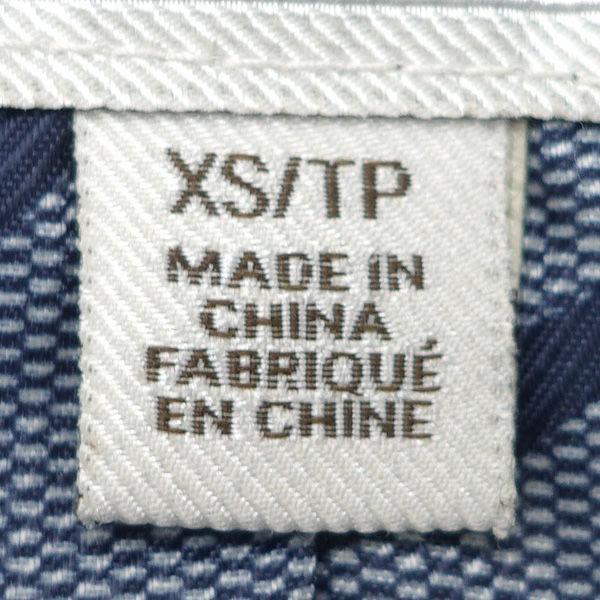 XS/TP
MADE IN
CHINA
FABRIQUÉ
EN CHINE